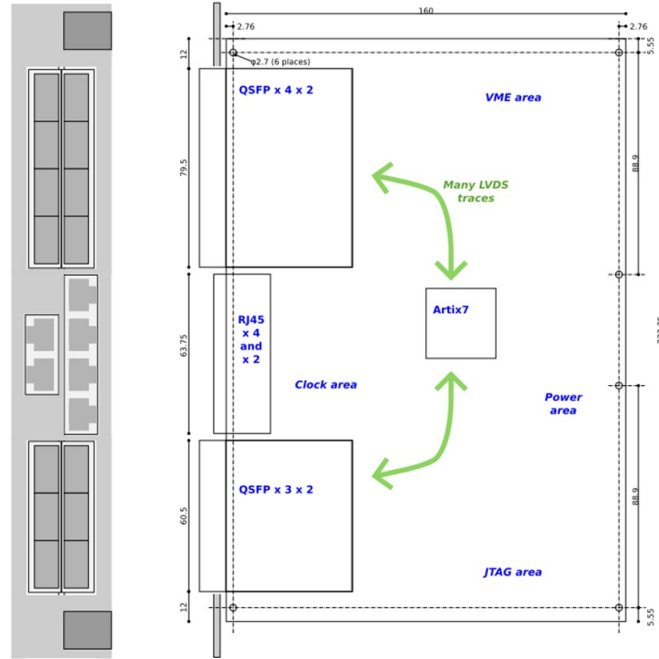 160
2.76
2.76
12
5.55
φ2.7 (6 places)
QSFP x 4 x 2
VME area
79.5
88.9
Many LVDS
traces
Artix7
RJ45
x 4
and
x 2
63.75
Clock area
Power
area
QSFP x 3 x 2
60.5
88.9
JTAG area
12
5.55